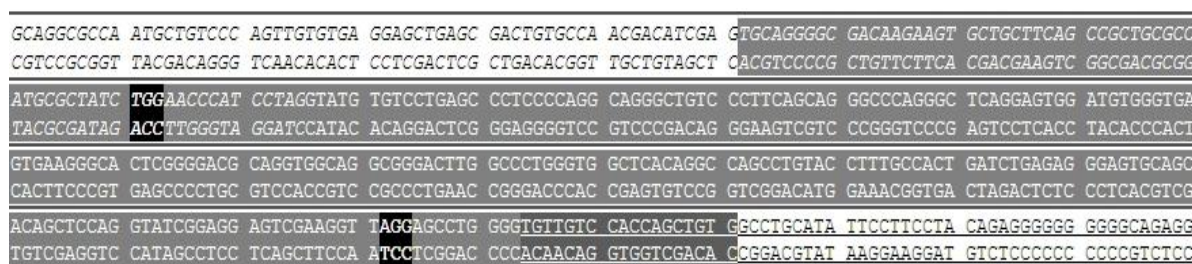 GCAGGCGCCA ATGCTGTCCC AGTTGTGTGA GGAGCTGAGC GACTGTGCCA ACGACATCGA GTGCAGGGGC GACAAGAAGT GCTGCTTCAG CCGCTGCGCC
CGTCCGCGGT TACGACAGGG TCAACACACT CCTCGACTCG CTGACACGGT TGCTGTAGCT CACGTCCCCG CTGTTCTTCA CGACGAAGTC GGCGACGCGG
ATGCGCTATC TGGAACCCAT CCTAGGTATG TGTCCTGAGC CCTCCCCAGG CAGGGCTGTC CCTTCAGCAG GGCCCAGGGC TCAGGAGTGG ATGTGGGTGA
TACGCGATAG ACCTTGGGTA GGATCCATAC ACAGGACTCG GGAGGGGTCC GTCCCGACAG GGAAGTCGTC CCGGGTCCCG AGTCCTCACC TACACCCACT
GTGAAGGGCA CTCGGGGACG CAGGTGGCAG GCGGGACTTG GCCCTGGGTG GCTCACAGGC CAGCCTGTAC CTTTGCCACT GATCTGAGAG GGAGTGCAGC
CACTTCCCGT GAGCCCCTGC GTCCACCGTC CGCCCTGAAC CGGGACCCAC CGAGTGTCCG GTCGGACATG GAAACGGTGA CTAGACTCTC CCTCACGTCG
ACAGCTCCAG GTATCGGAGG AGTCGAAGGT TAGGAGCCTG GGGTGTTGTC CACCAGCTGT GGCCTGCATA TTCCTTCCTA CAGAGGGGGG GGGGCAGAGG
TGTCGAGGTC CATAGCCTCC TCAGCTTCCA ATCCTCGGAC CCCACAACAG GTGGTCGACA CCGGACGTAT AAGGAAGGAT GTCTCCCCCC CCCCGTCTCC